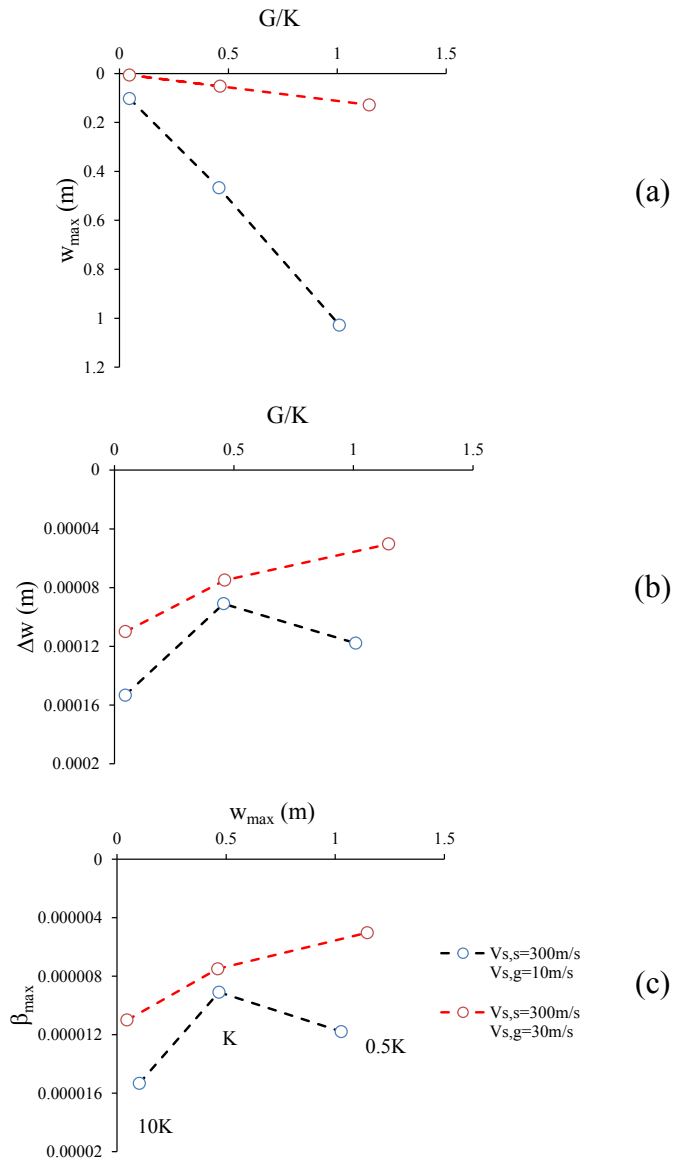 G/K
0 0.5 1 1.5
0
0.2
0.4
0.6
0.8
1
1.2
wmax (m)
(a)
G/K
0 0.5 1 1.5
0
0.00004
0.00008
0.00012
0.00016
0.0002
Δw (m)
(b)
wmax (m)
0 0.5 1 1.5
0
0.000004
0.000008
0.000012
0.000016
0.00002
βmax
10K
K
0.5K
Vs,s=300m/s
Vs,g=10m/s
Vs,s=300m/s
Vs,g=30m/s
(c)